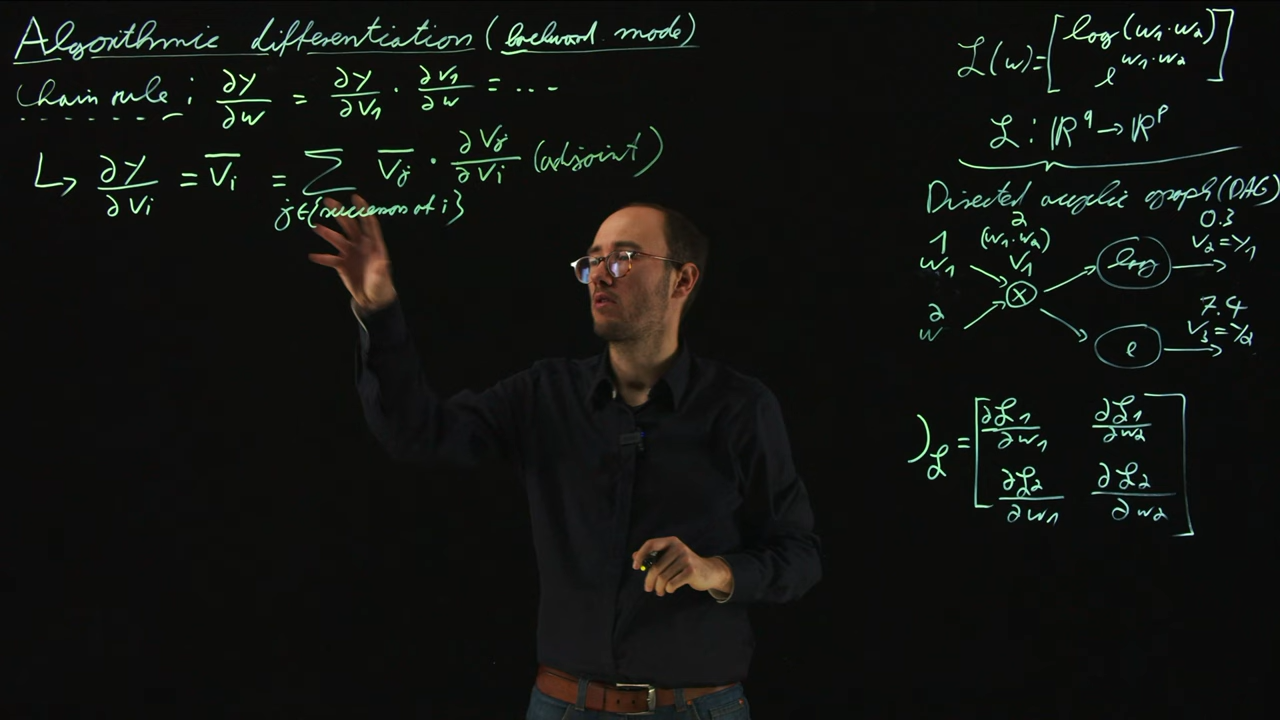 Algorithmic differentiation (backward mode)
Chain rule : ∂y/∂w = ∂y/∂v₁ · ∂v₁/∂w = ...
↳ ∂y/∂vᵢ = v̄ᵢ = Σ v̄ⱼ · ∂vⱼ/∂vᵢ (adjoint)
j∈{successors of i}
ℒ(w) = [log(w₁·w₂)
e^(w₁·w₂)]
ℒ : ℝ^q → ℝ^p
Directed acyclic graph (DAG)
1
w₁
2
(w₁·w₂)
v₁
×
log
0.3
v₂ = y₁
2
w
e
7.4
v₃ = y₂
J_ℒ = [∂ℒ₁/∂w₁ ∂ℒ₁/∂w₂
∂ℒ₂/∂w₁ ∂ℒ₂/∂w₂]